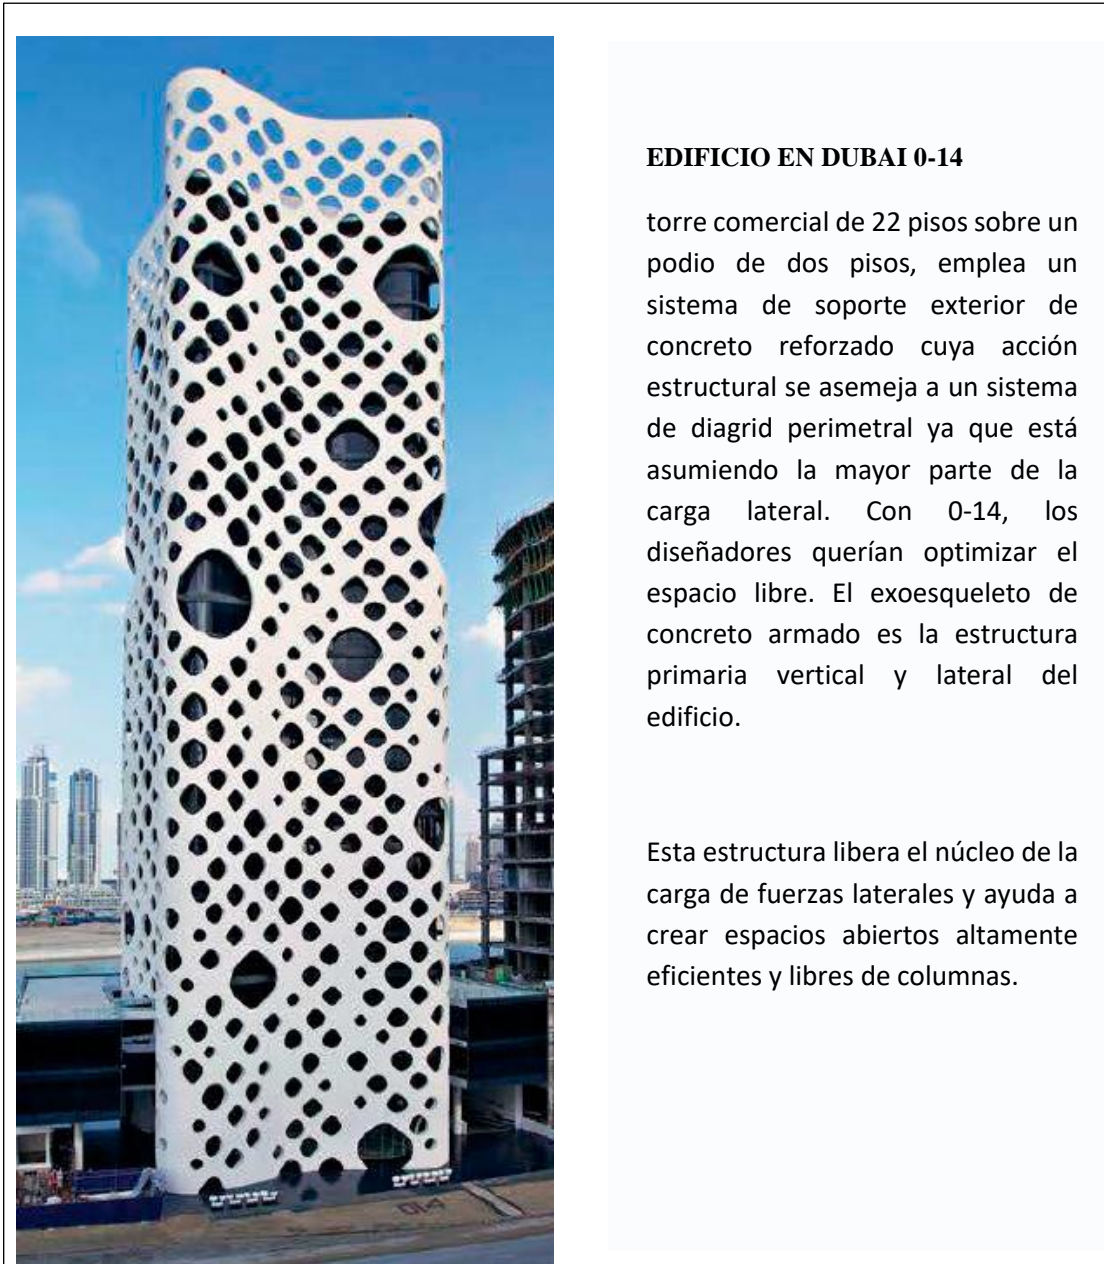 EDIFICIO EN DUBAI 0-14
torre comercial de 22 pisos sobre un
podio de dos pisos, emplea un
sistema de soporte exterior de
concreto reforzado cuya acción
estructural se asemeja a un sistema
de diagrid perimetral ya que está
asumiendo la mayor parte de la
carga lateral. Con 0-14, los
diseñadores querían optimizar el
espacio libre. El exoesqueleto de
concreto armado es la estructura
primaria vertical y lateral del
edificio.
Esta estructura libera el núcleo de la
carga de fuerzas laterales y ayuda a
crear espacios abiertos altamente
eficientes y libres de columnas.